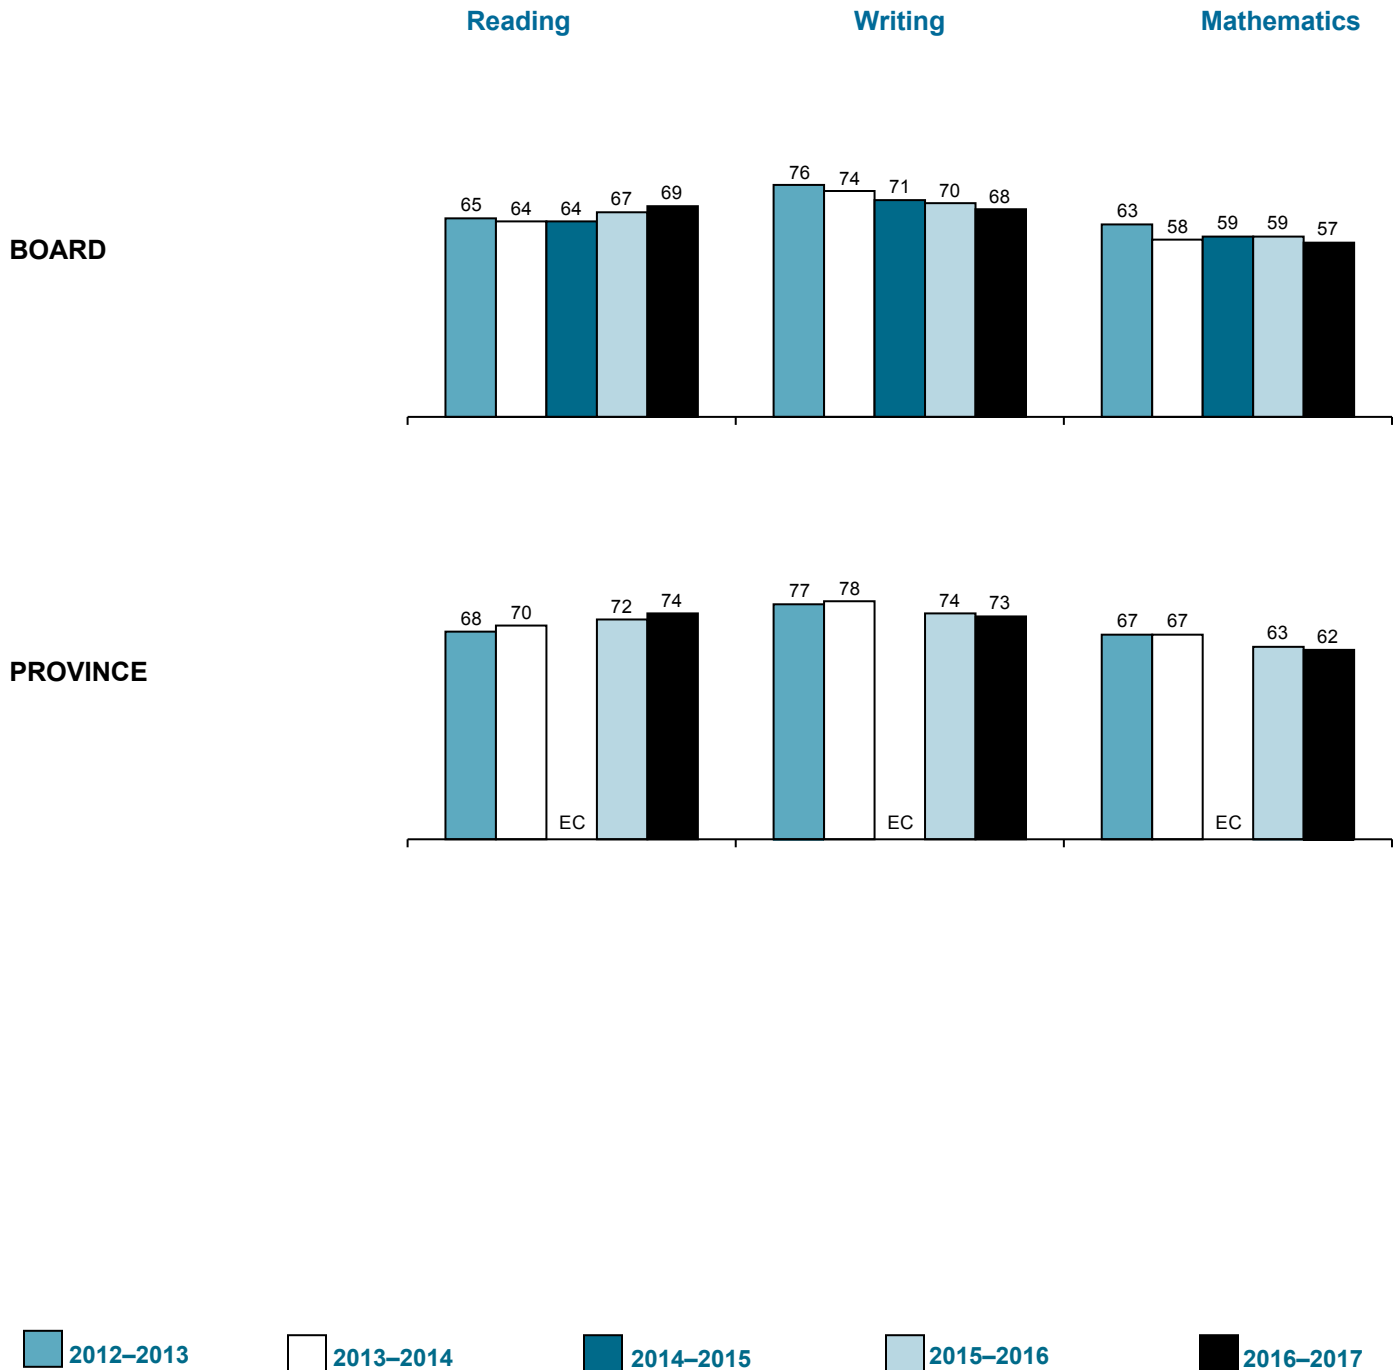 Reading Writing Mathematics
65 64 64 67 69 76 74 71 70 68 63 58 59 59 57
BOARD
68 70 EC 72 74 77 78 EC 74 73 67 67 EC 63 62
PROVINCE
2012–2013 2013–2014 2014–2015 2015–2016 2016–2017